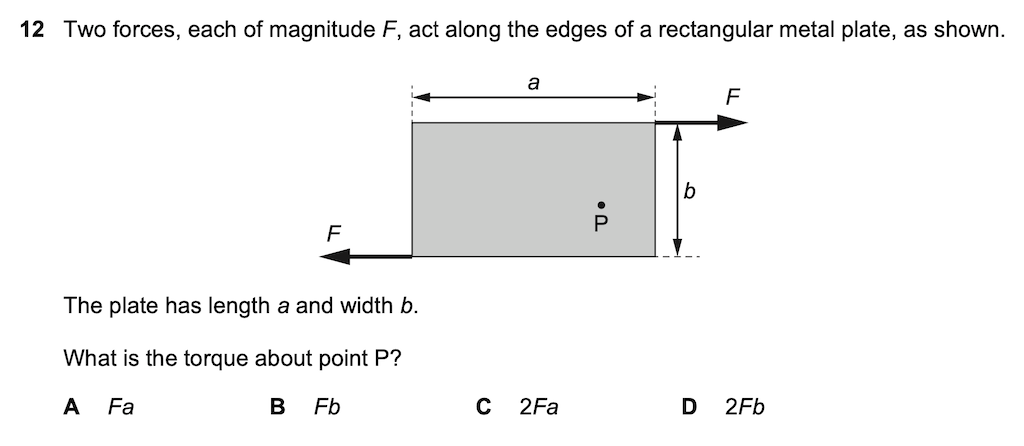 12 Two forces, each of magnitude F, act along the edges of a rectangular metal plate, as shown.
a
F
b
P
F
The plate has length a and width b.
What is the torque about point P?
A Fa B Fb C 2Fa D 2Fb